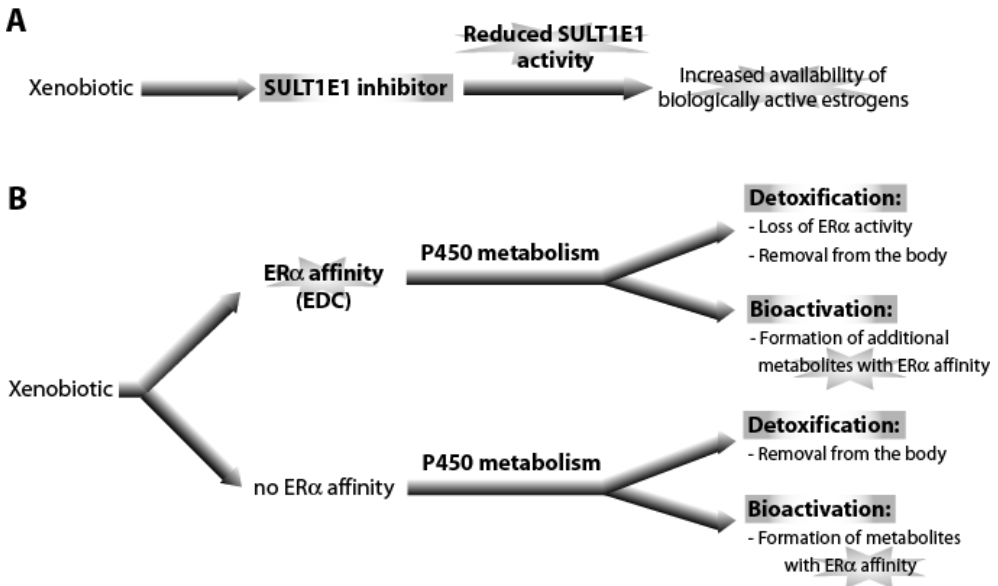 A
Xenobiotic
SULT1E1 inhibitor
Reduced SULT1E1
activity
Increased availability of
biologically active estrogens
B
Xenobiotic
ERα affinity
(EDC)
P450 metabolism
Detoxification:
- Loss of ERα activity
- Removal from the body
Bioactivation:
- Formation of additional
metabolites with ERα affinity
no ERα affinity
P450 metabolism
Detoxification:
- Removal from the body
Bioactivation:
- Formation of metabolites
with ERα affinity